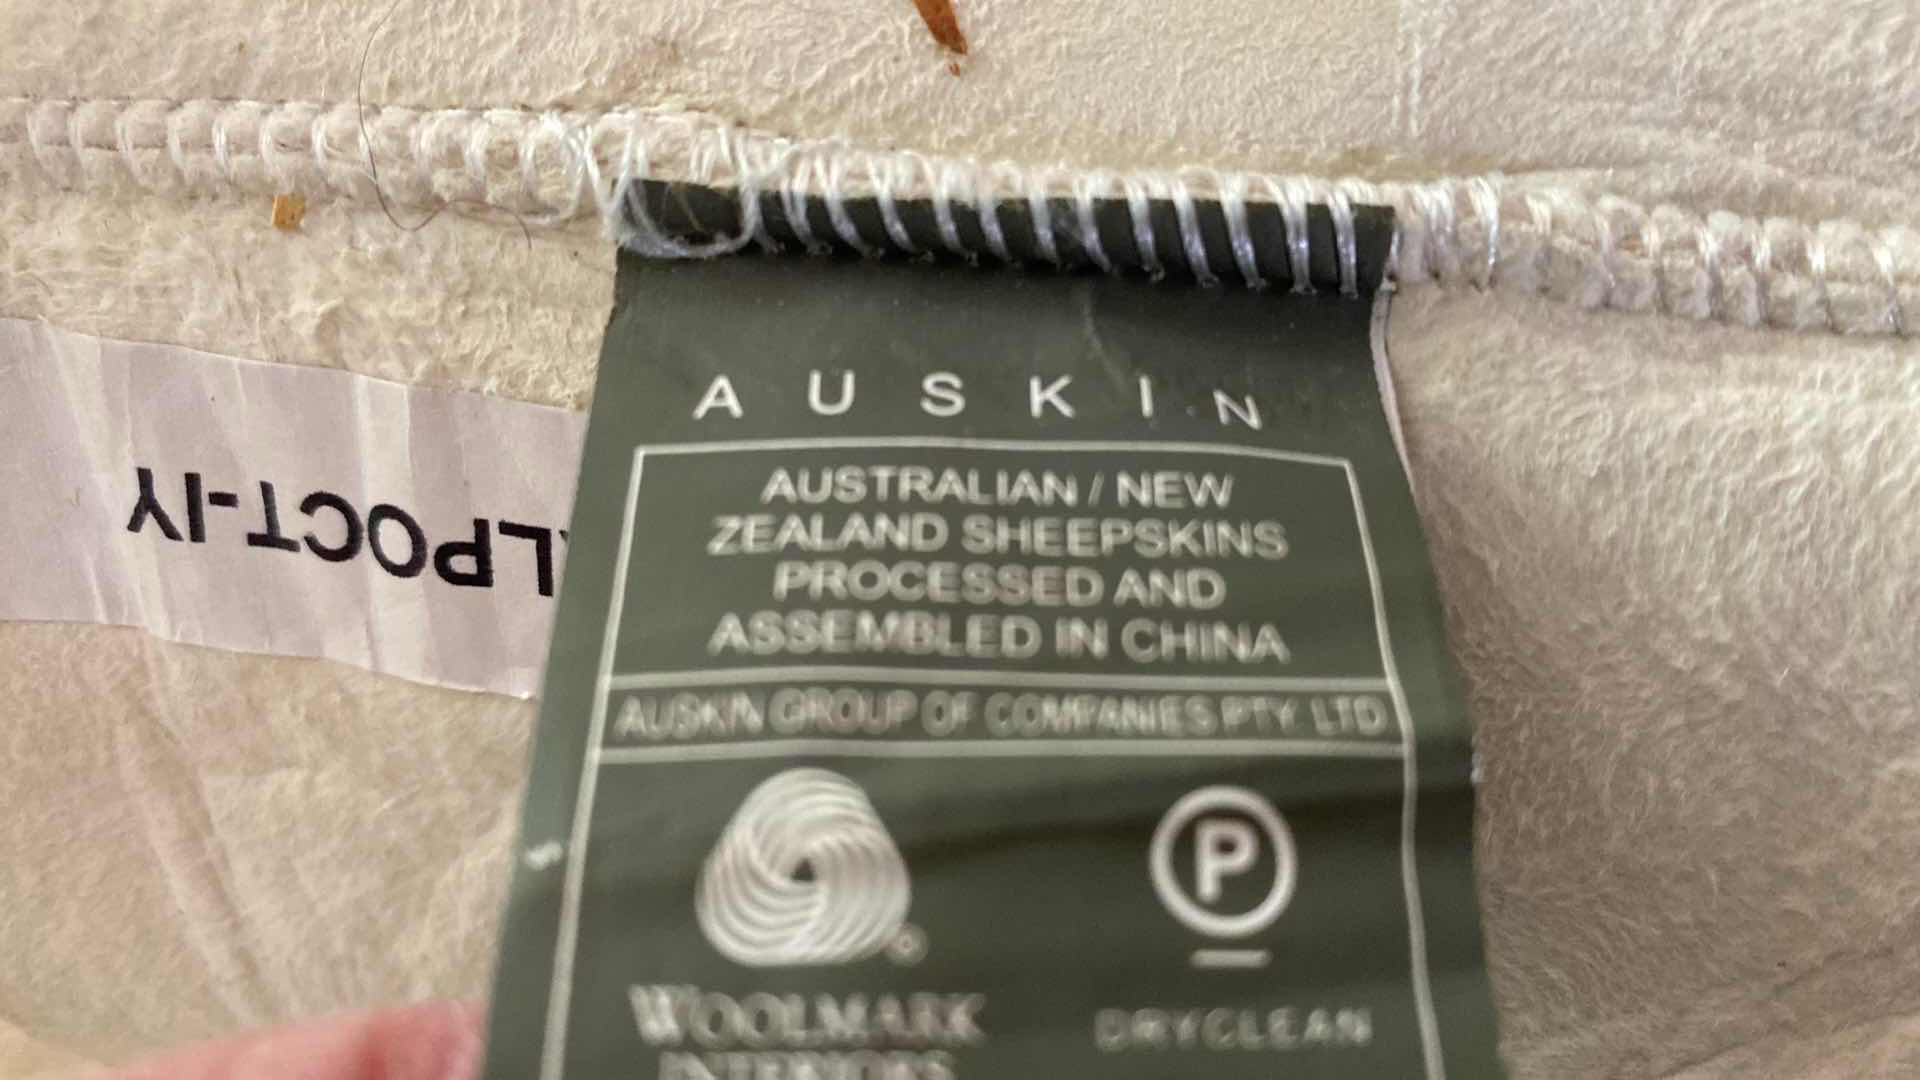 AUSKIN
AUSTRALIAN / NEW
ZEALAND SHEEPSKINS
PROCESSED AND
ASSEMBLED IN CHINA
AUSKIN GROUP OF COMPANIES PTY LTD
P
WOOLMARK
INTERIORS
DRYCLEAN
LPOCT-IY